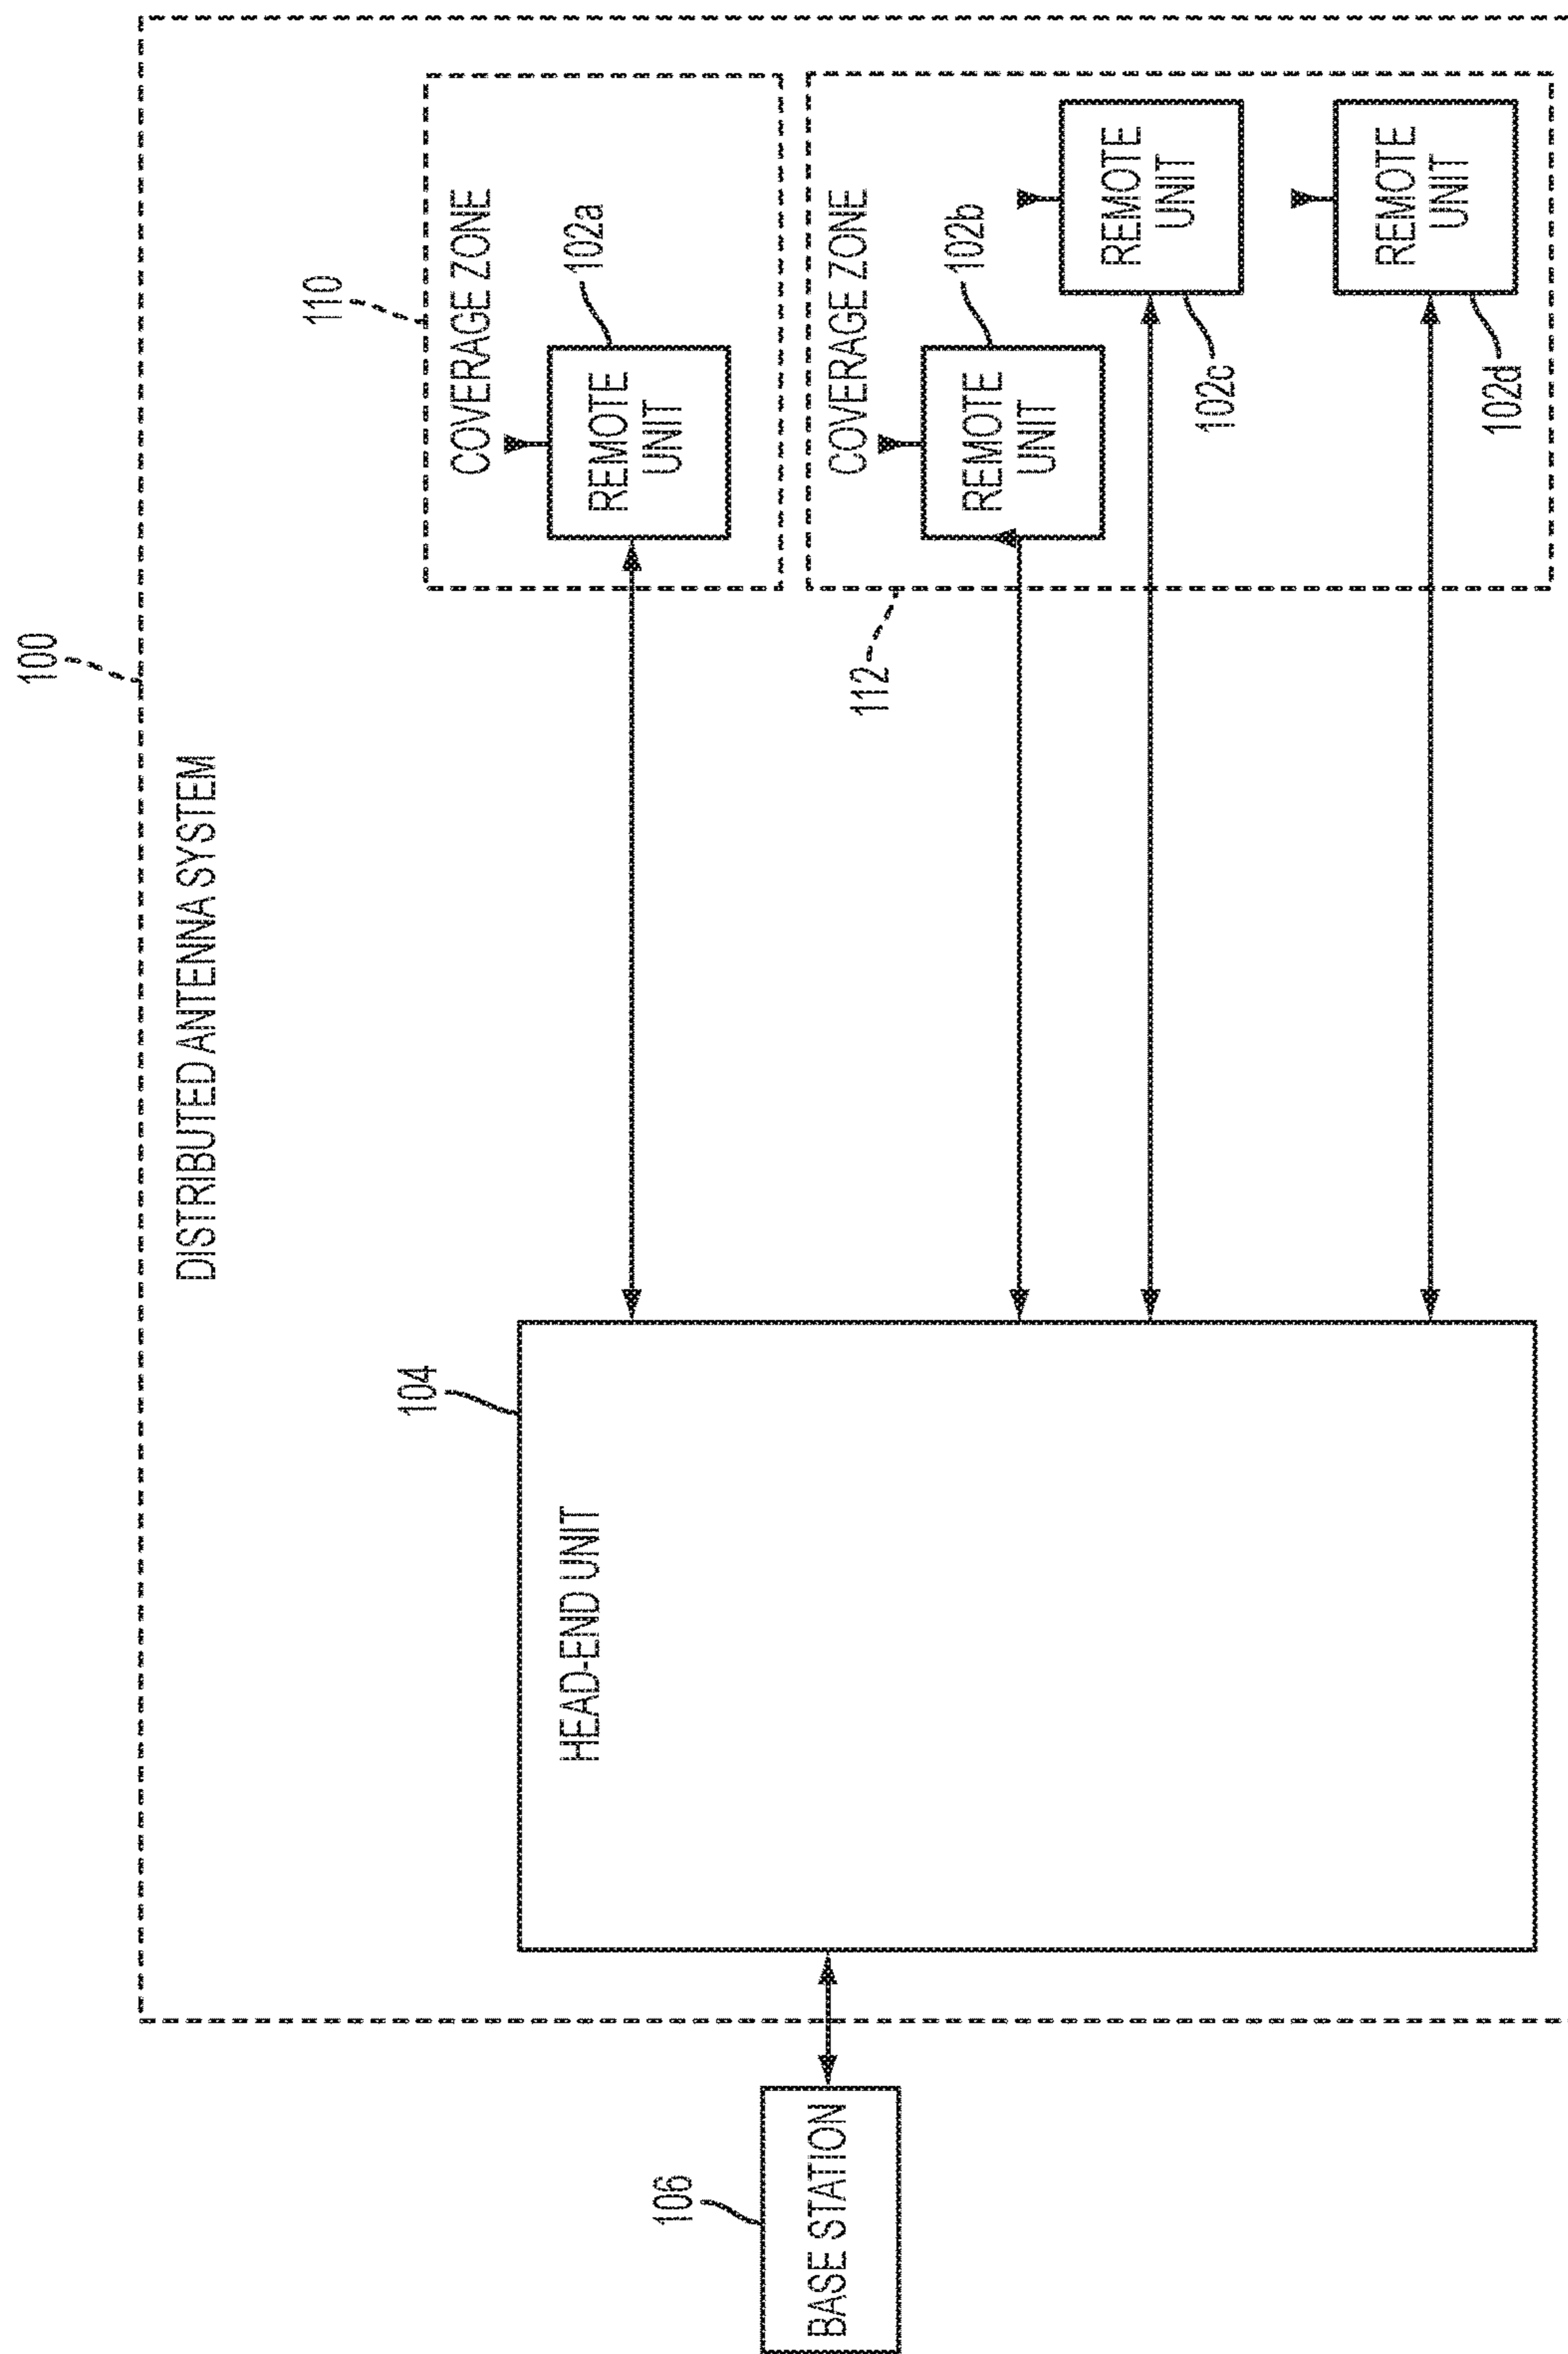 100
DISTRIBUTED ANTENNA SYSTEM
110
COVERAGE ZONE
102a
REMOTE
UNIT
104
HEAD-END UNIT
106
BASE STATION
112
COVERAGE ZONE
102b
REMOTE
UNIT
REMOTE
UNIT
102c
REMOTE
UNIT
102d